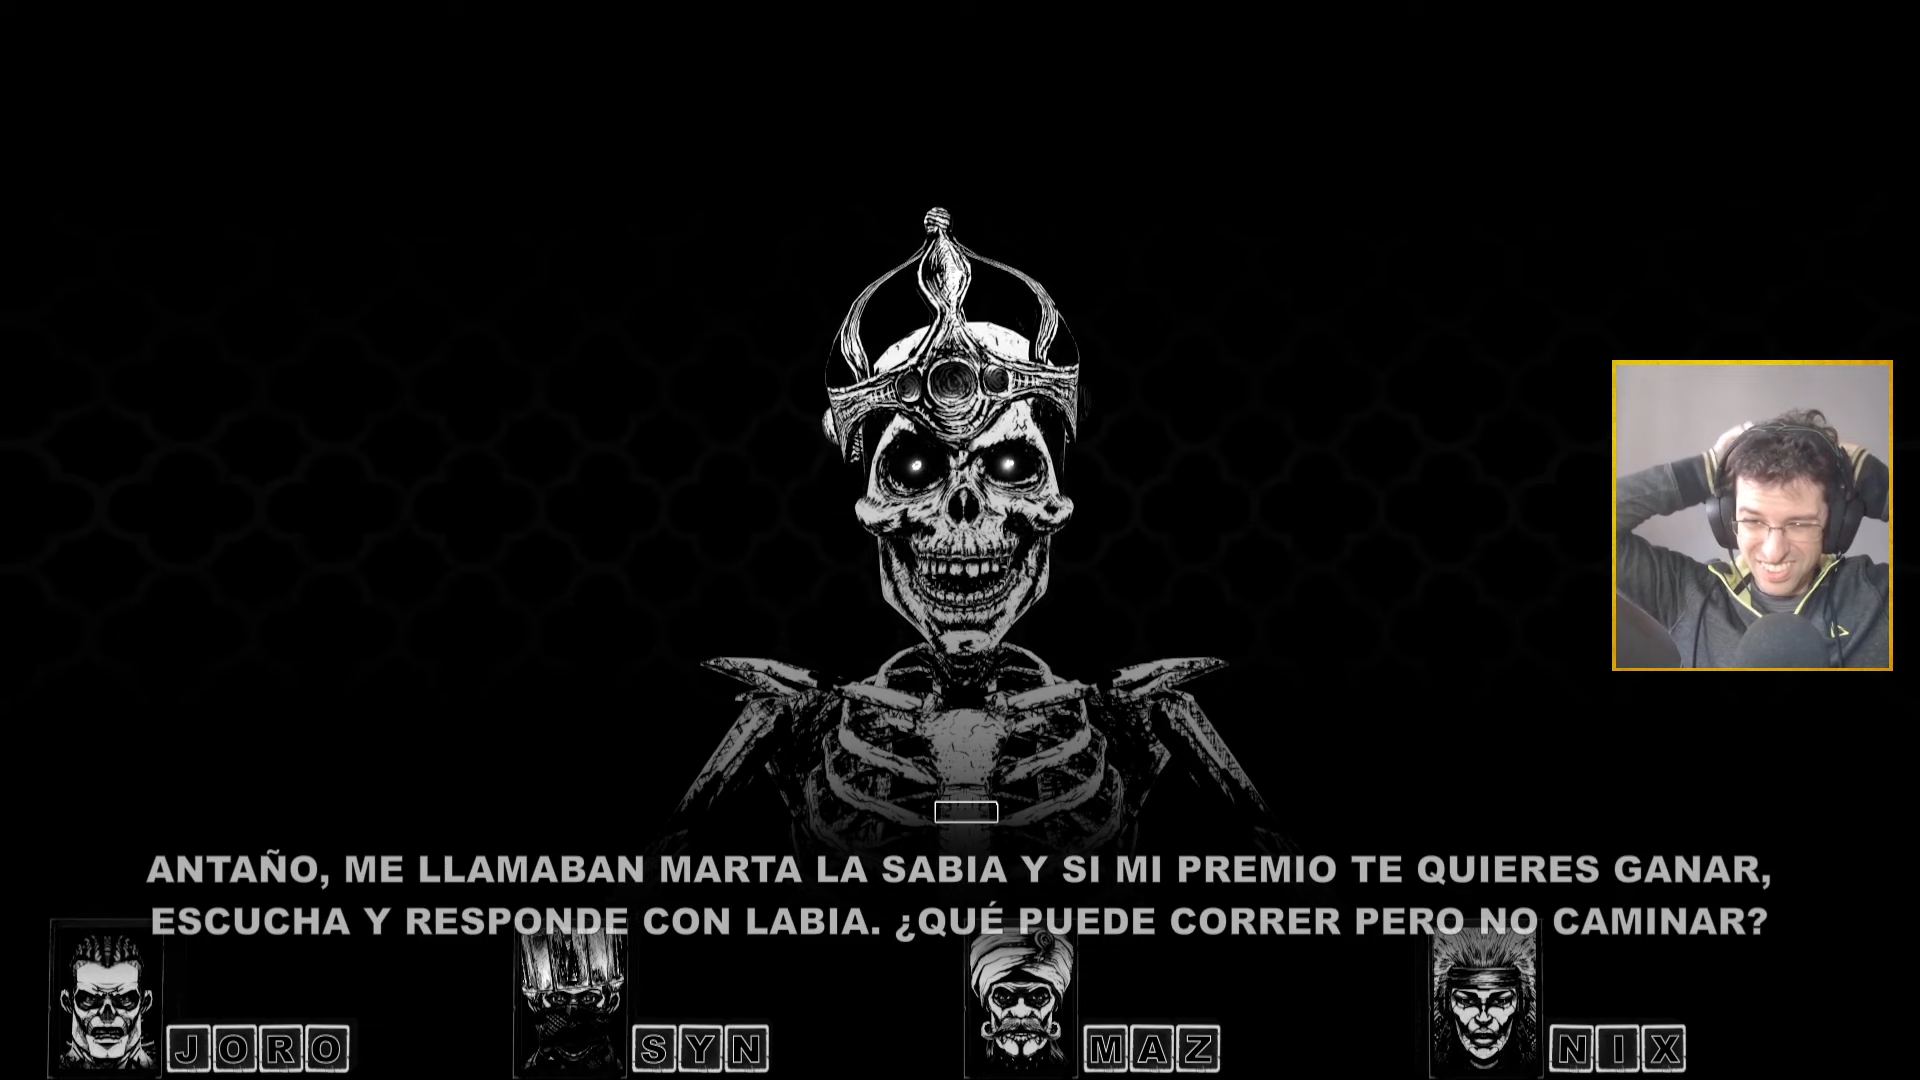 ANTAÑO, ME LLAMABAN MARTA LA SABIA Y SI MI PREMIO TE QUIERES GANAR,
ESCUCHA Y RESPONDE CON LABIA. ¿QUÉ PUEDE CORRER PERO NO CAMINAR?
JORO SYN MAZ NIX